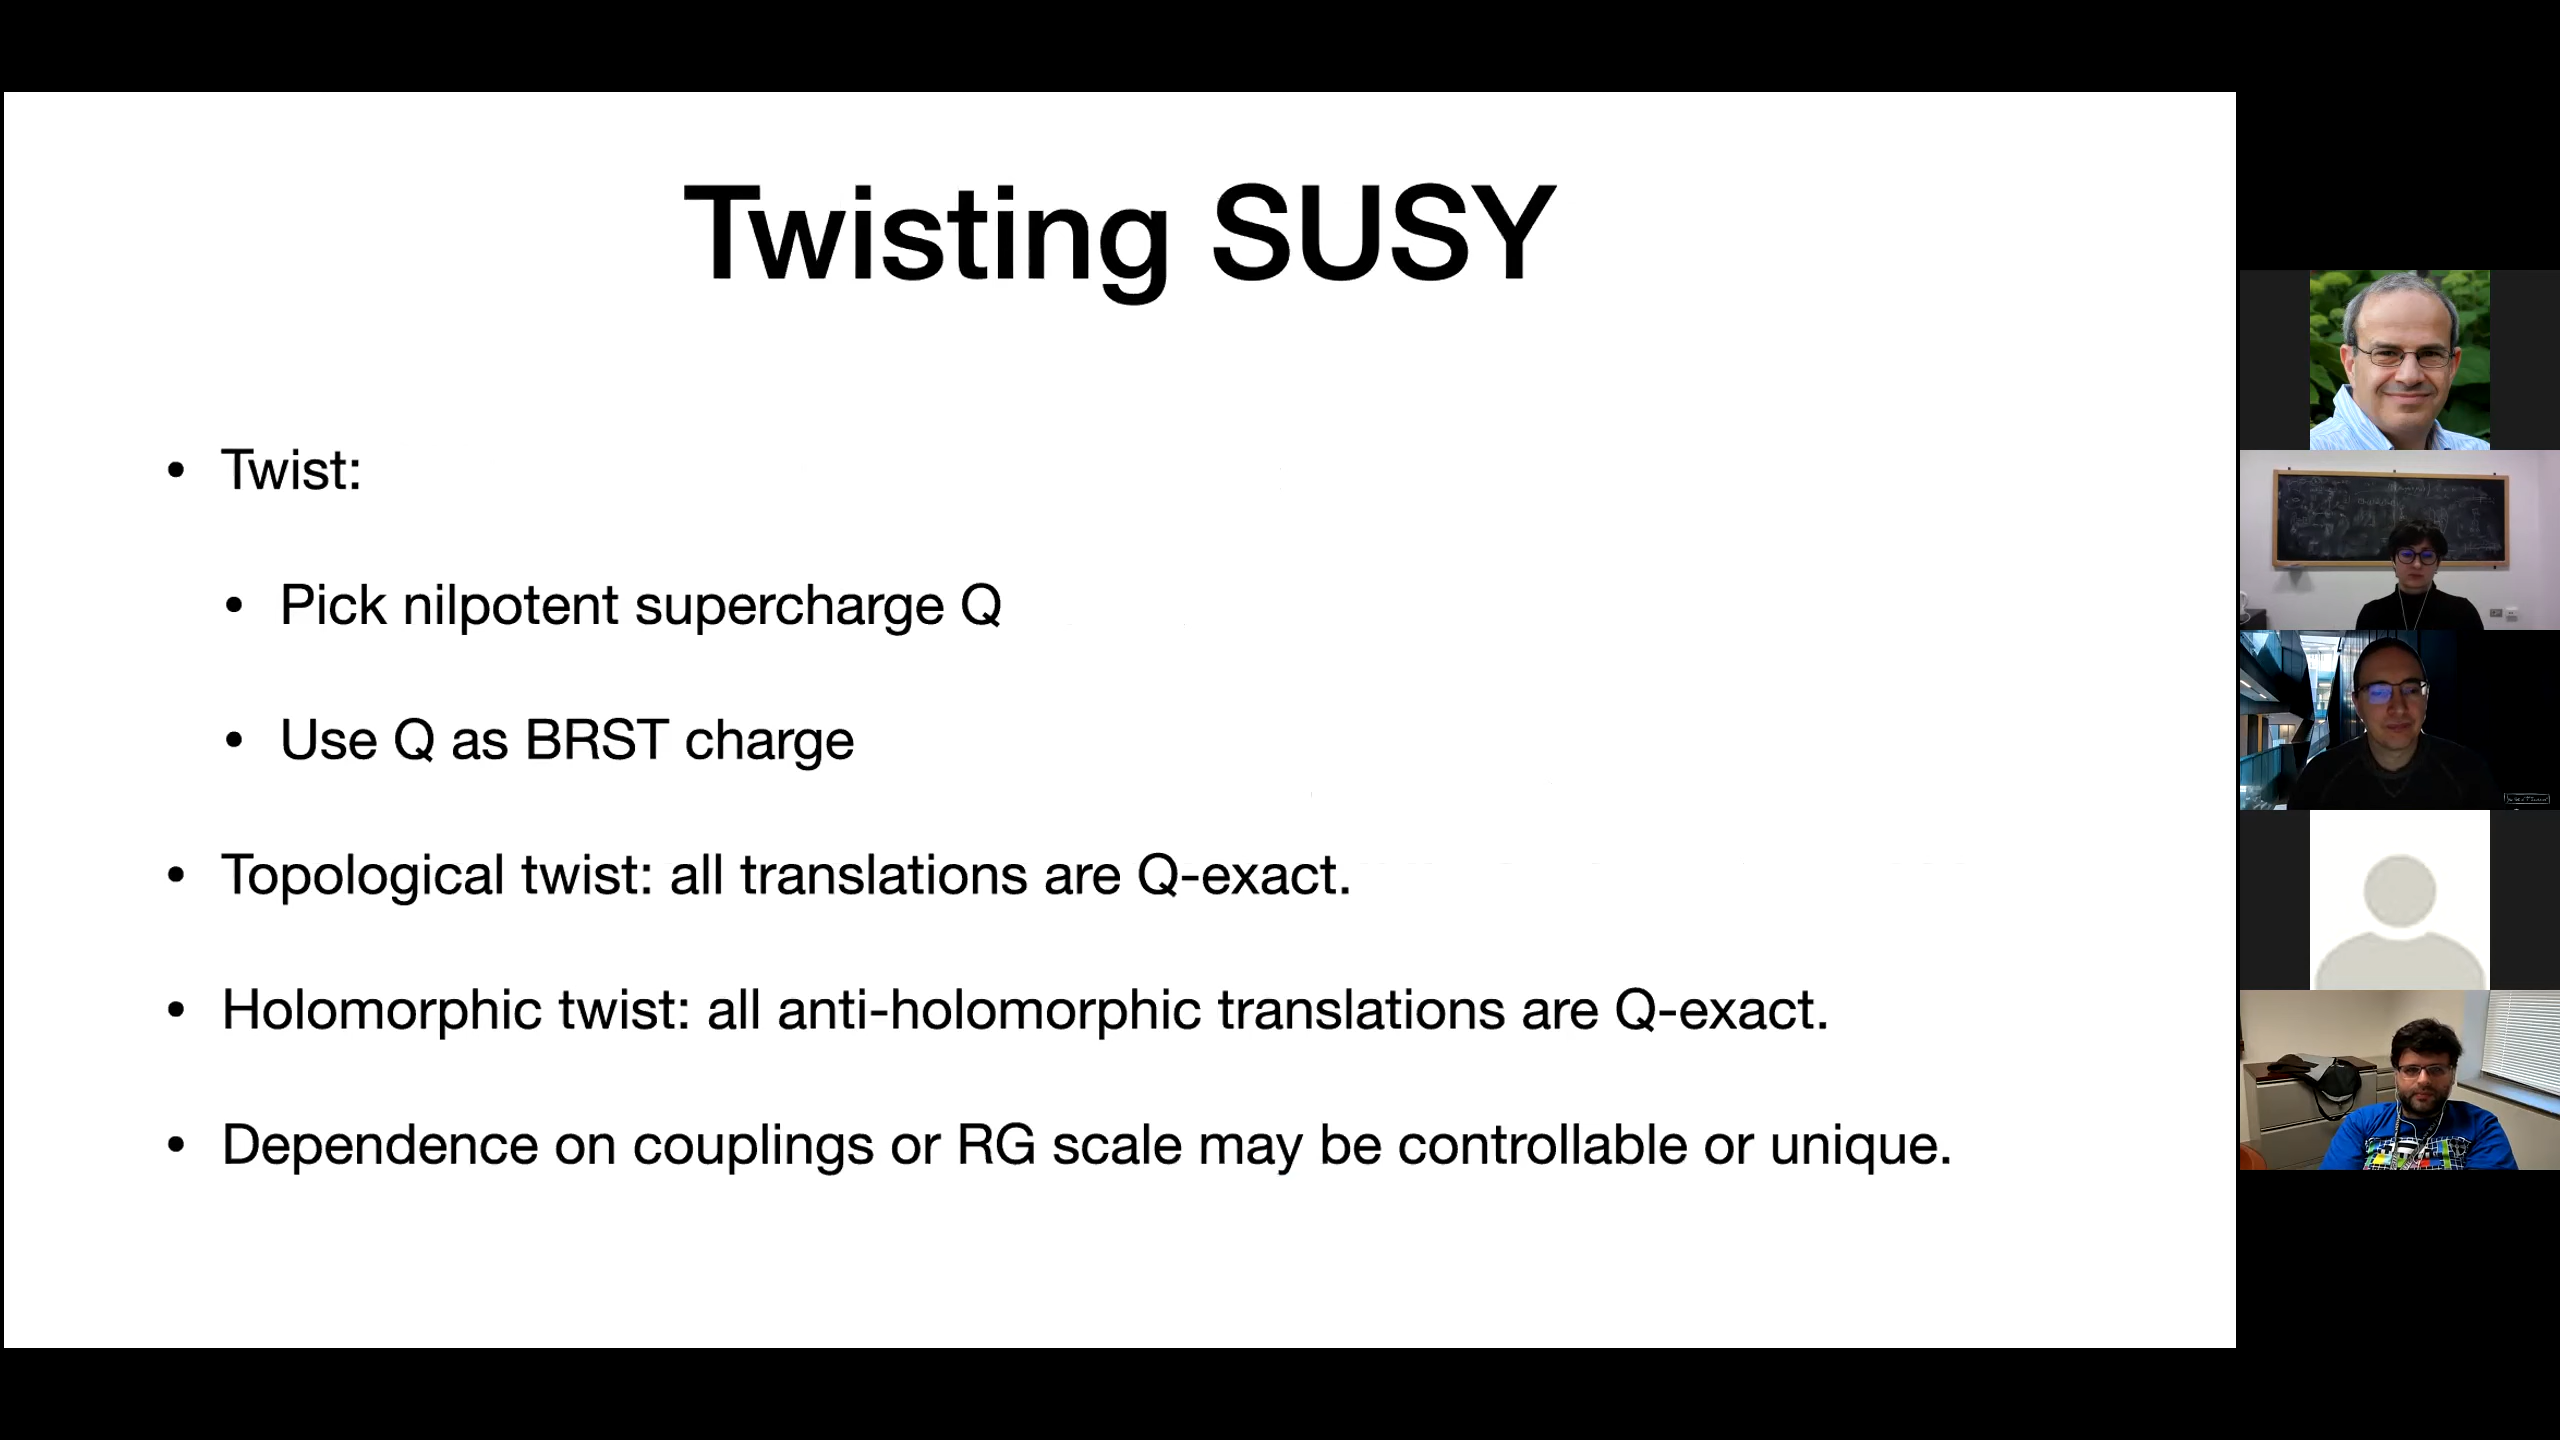 Twisting SUSY
• Twist:
• Pick nilpotent supercharge Q
• Use Q as BRST charge
• Topological twist: all translations are Q-exact.
• Holomorphic twist: all anti-holomorphic translations are Q-exact.
• Dependence on couplings or RG scale may be controllable or unique.